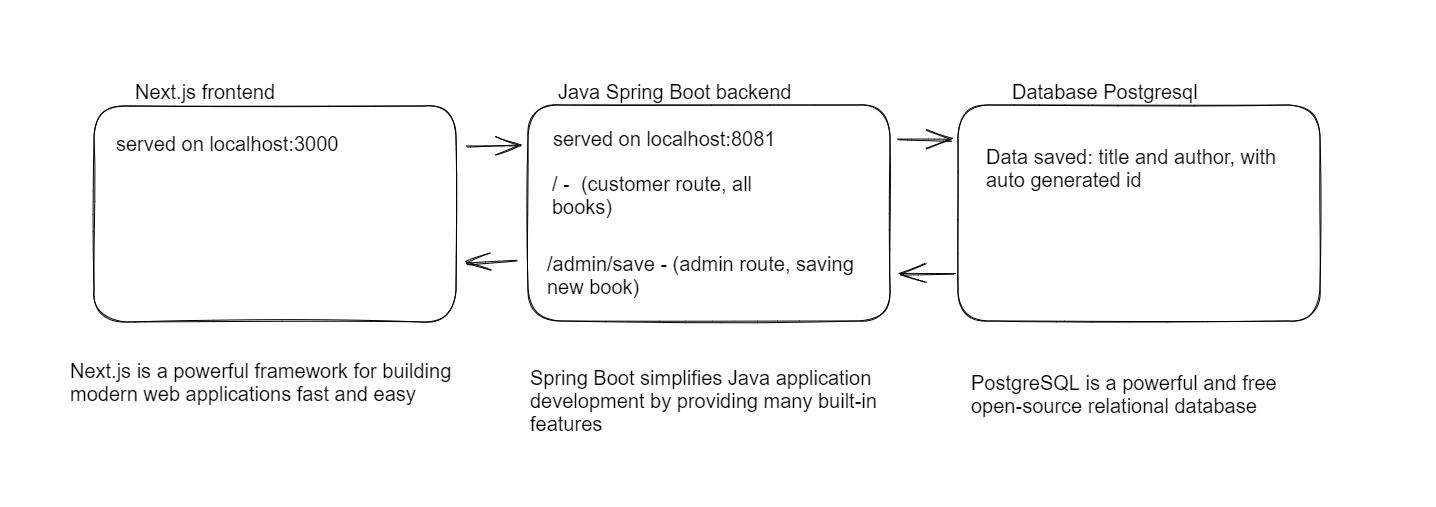 Next.js frontend
served on localhost:3000
Next.js is a powerful framework for building
modern web applications fast and easy
Java Spring Boot backend
served on localhost:8081
/ -  (customer route, all
books)
/admin/save - (admin route, saving
new book)
Spring Boot simplifies Java application
development by providing many built-in
features
Database Postgresql
Data saved: title and author, with
auto generated id
PostgreSQL is a powerful and free
open-source relational database